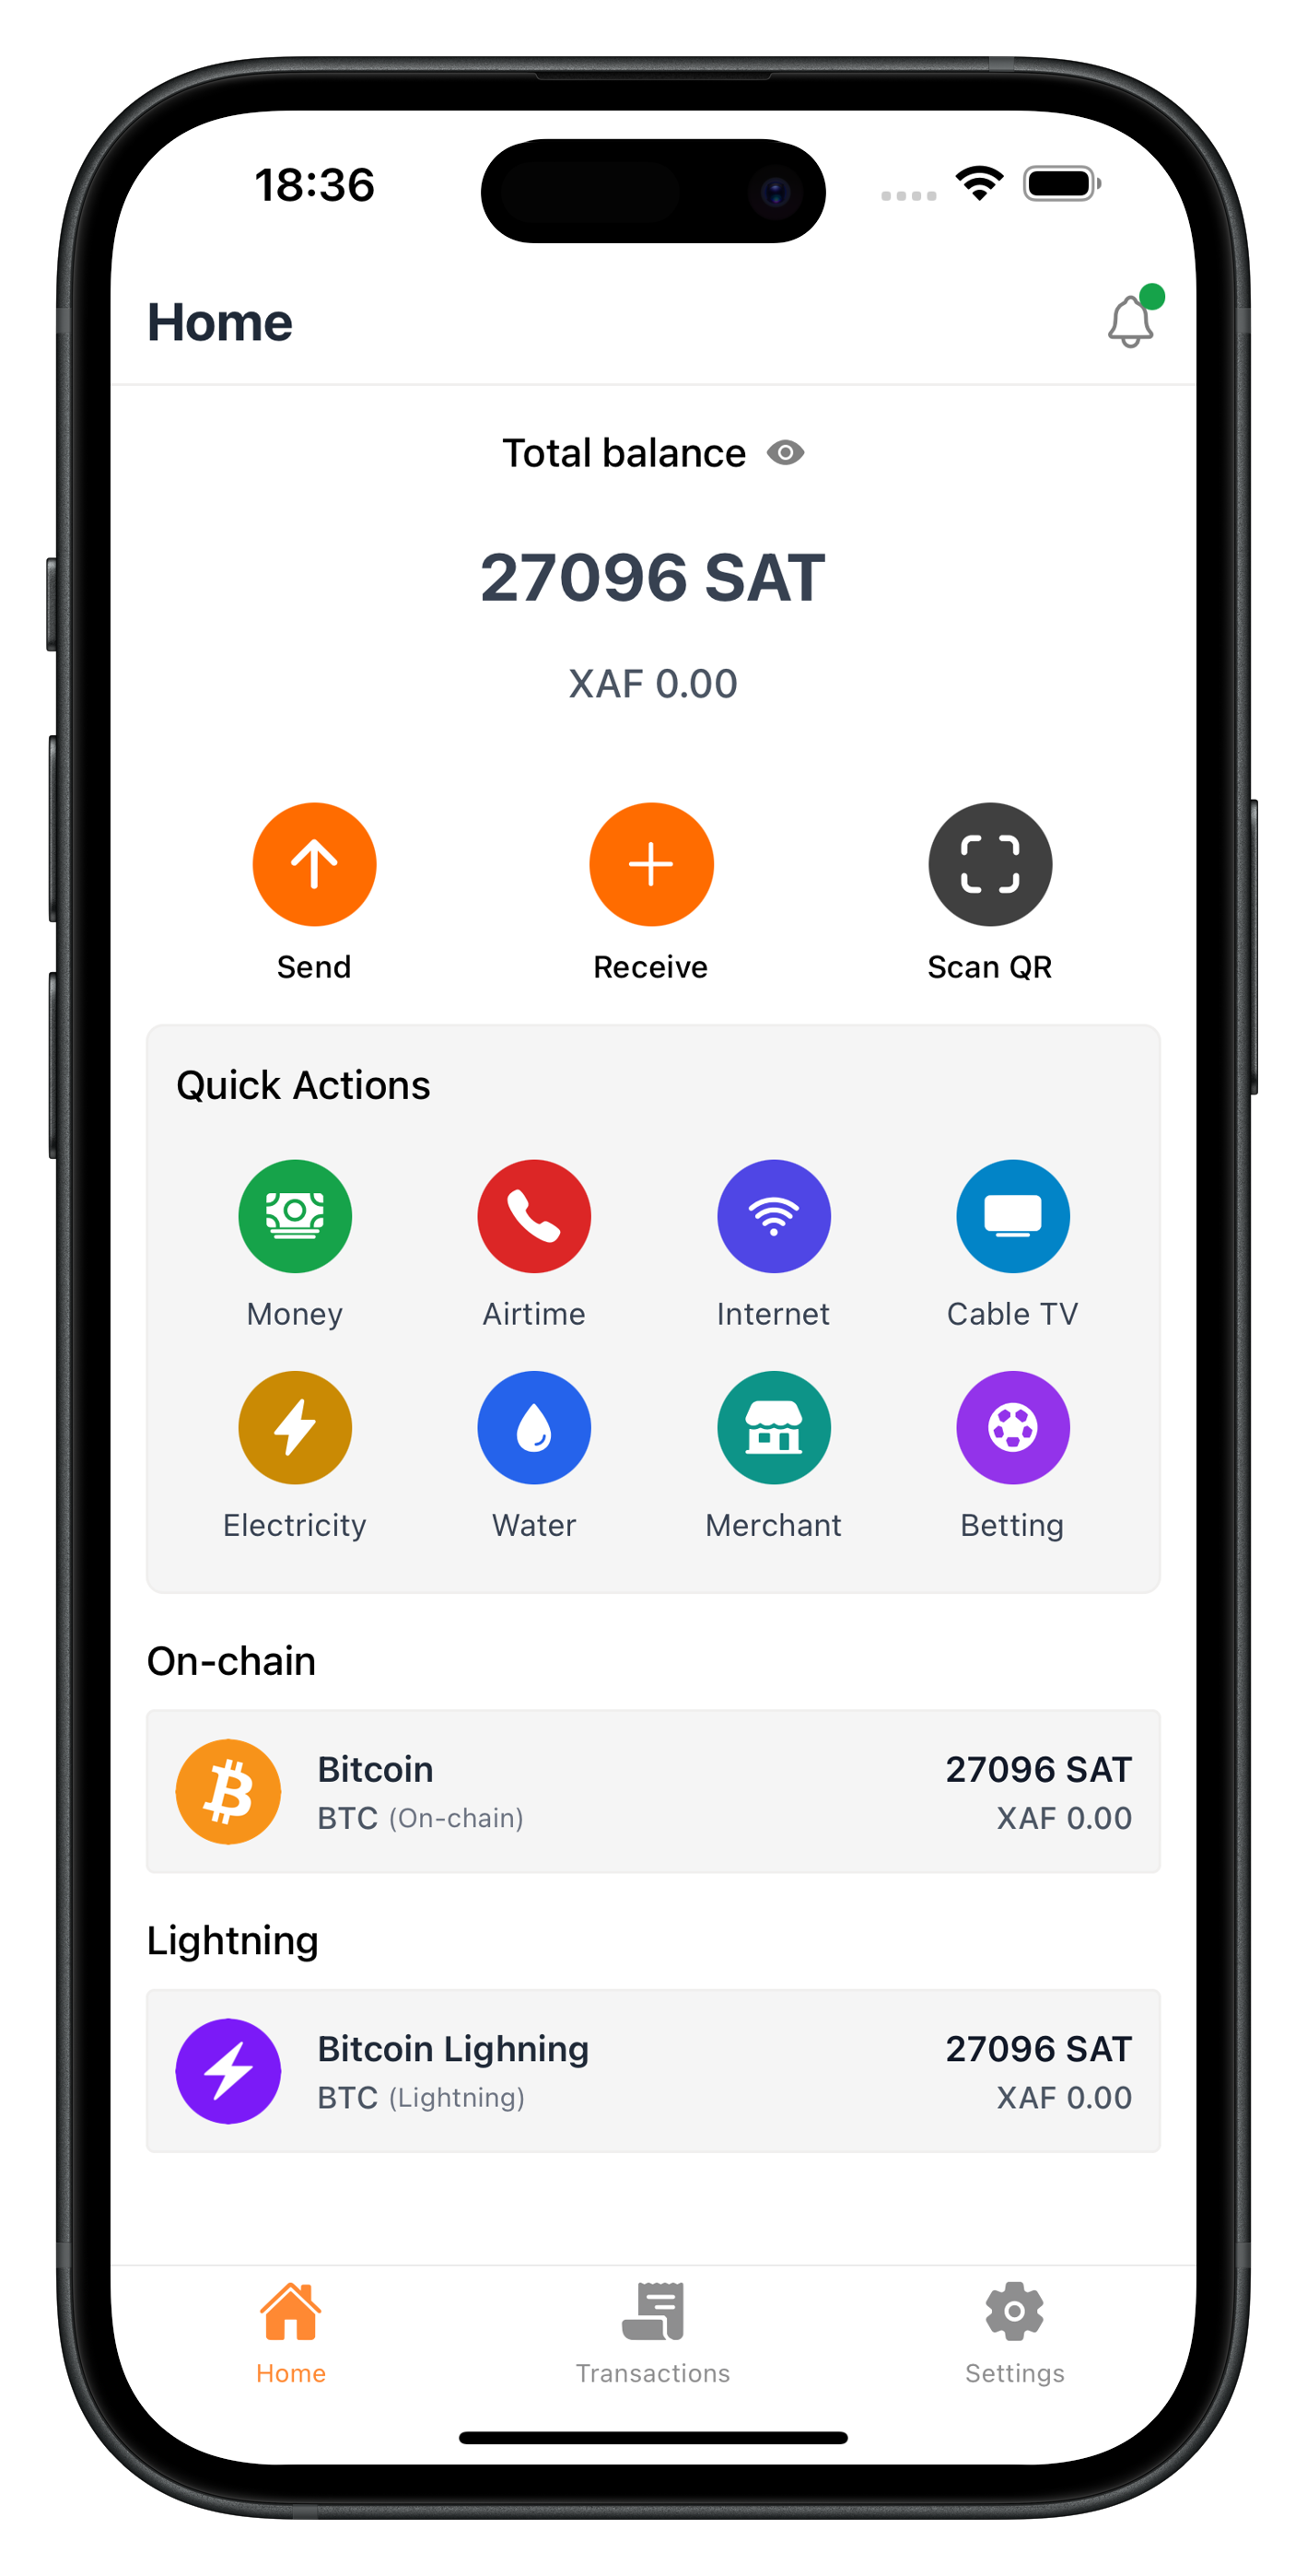 18:36
Home
Total balance
27096 SAT
XAF 0.00
Send
Receive
Scan QR
Quick Actions
Money
Airtime
Internet
Cable TV
Electricity
Water
Merchant
Betting
On-chain
Bitcoin
27096 SAT
BTC (On-chain)
XAF 0.00
Lightning
Bitcoin Lighning
27096 SAT
BTC (Lightning)
XAF 0.00
Home
Transactions
Settings